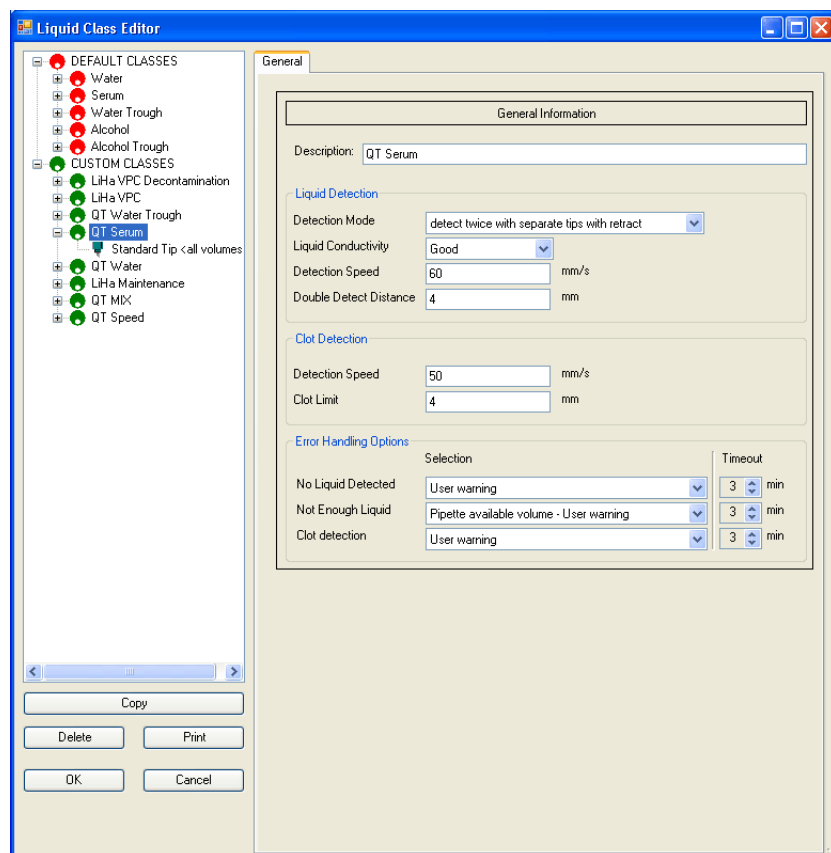 Liquid Class Editor
DEFAULT CLASSES
Water
Serum
Water Trough
Alcohol
Alcohol Trough
CUSTOM CLASSES
LiHa VPC Decontamination
LiHa VPC
QT Water Trough
QT Serum
Standard Tip <all volumes
QT Water
LiHa Maintenance
QT MIX
QT Speed
Copy
Delete Print
OK Cancel
General
General Information
Description: QT Serum
Liquid Detection
Detection Mode detect twice with separate tips with retract
Liquid Conductivity Good
Detection Speed 60 mm/s
Double Detect Distance 4 mm
Clot Detection
Detection Speed 50 mm/s
Clot Limit 4 mm
Error Handling Options
Selection Timeout
No Liquid Detected User warning 3 min
Not Enough Liquid Pipette available volume - User warning 3 min
Clot detection User warning 3 min